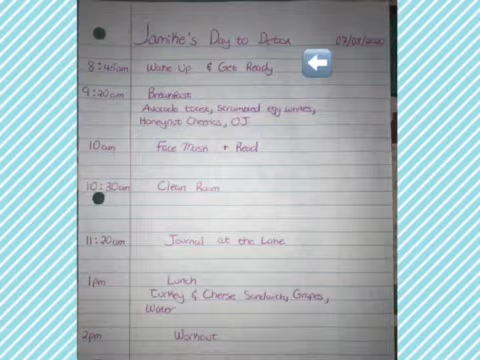 Jamike's Day to Detox 07/08/2020
8:45am Wake Up & Get Ready
9:20am Breakfast
Avocado toast, scrambled egg whites,
Honeynut Cheerios, OJ
10am Face Mask + Read
10:30am Clean Room
11:20am Journal at the Lake
1pm Lunch
Turkey & Cheese Sandwich, Grapes,
Water
2pm Workout